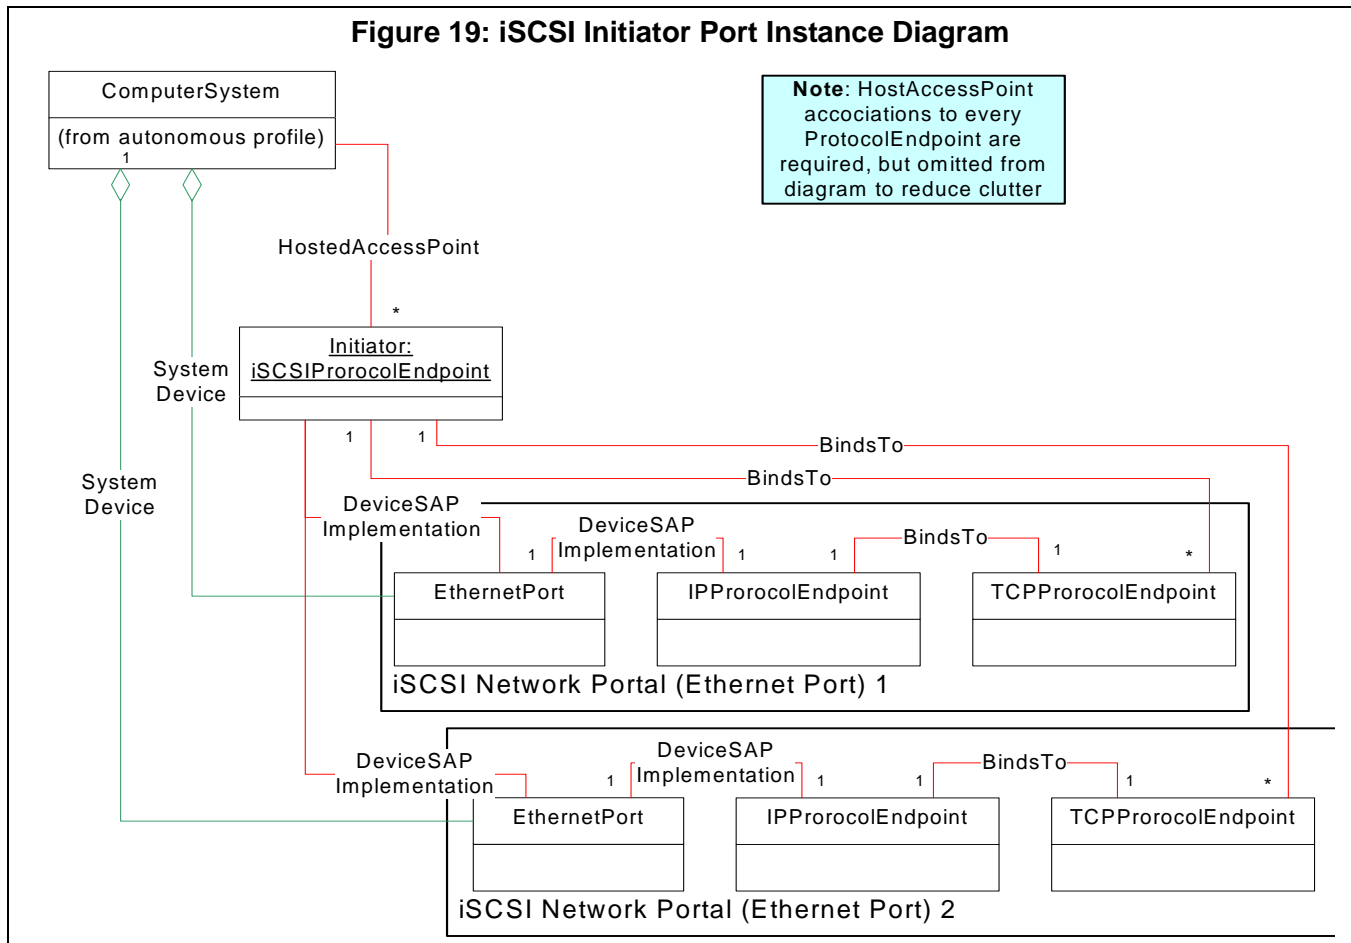 Figure 19: iSCSI Initiator Port Instance Diagram
ComputerSystem
(from autonomous profile)
1
Note: HostAccessPoint
accociations to every
ProtocolEndpoint are
required, but omitted from
diagram to reduce clutter
HostedAccessPoint
*
Initiator:
iSCSIProrocolEndpoint
System
Device
1
1
BindsTo
BindsTo
System
Device
DeviceSAP
Implementation
DeviceSAP
Implementation
BindsTo
1
1
1
1
*
EthernetPort
IPProrocolEndpoint
TCPProrocolEndpoint
iSCSI Network Portal (Ethernet Port) 1
DeviceSAP
Implementation
DeviceSAP
Implementation
BindsTo
1
1
1
1
*
EthernetPort
IPProrocolEndpoint
TCPProrocolEndpoint
iSCSI Network Portal (Ethernet Port) 2